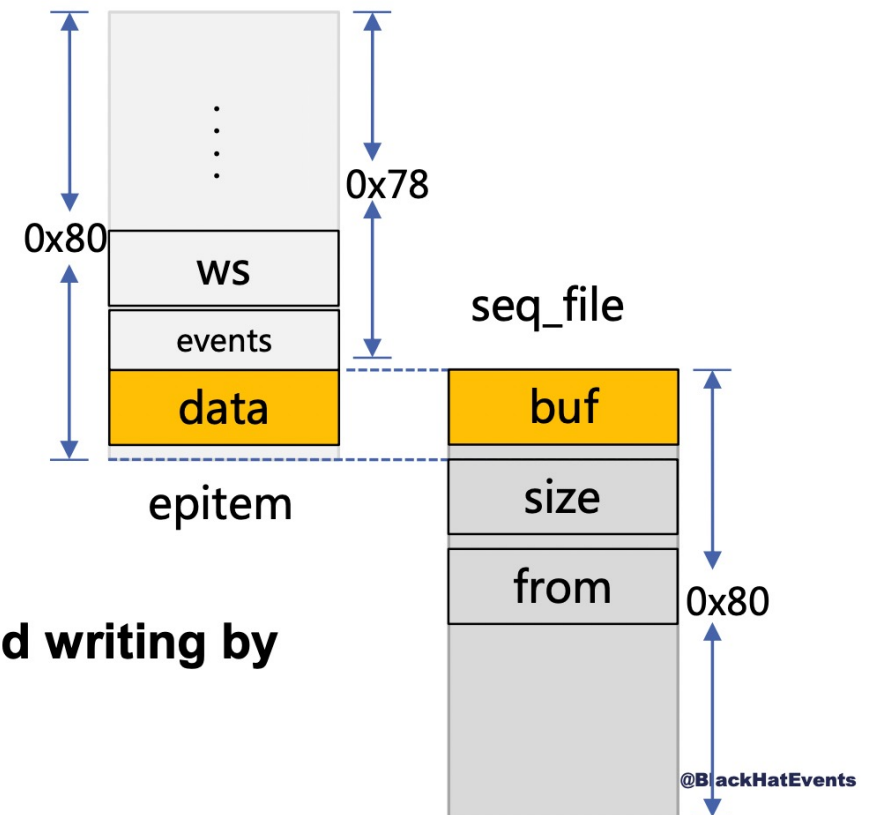 0x78
0x80
ws
seq_file
events
data
buf
epitem
size
from
0x80
d writing by
@BlackHatEvents